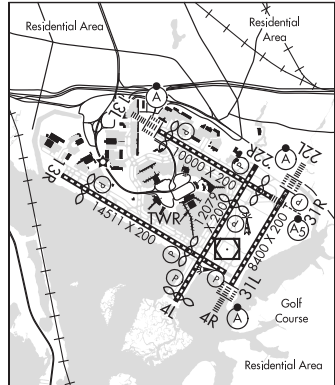 Residential Area
Residential Area
A
13L
P
10000 X 200
22R
P
A
22L
13R
P
TWR
12079
X 200
P
P
31R
A5
14511 X 200
P
8400 X 200
P
P
4L
4R
31L
A
Golf
Course
Residential Area